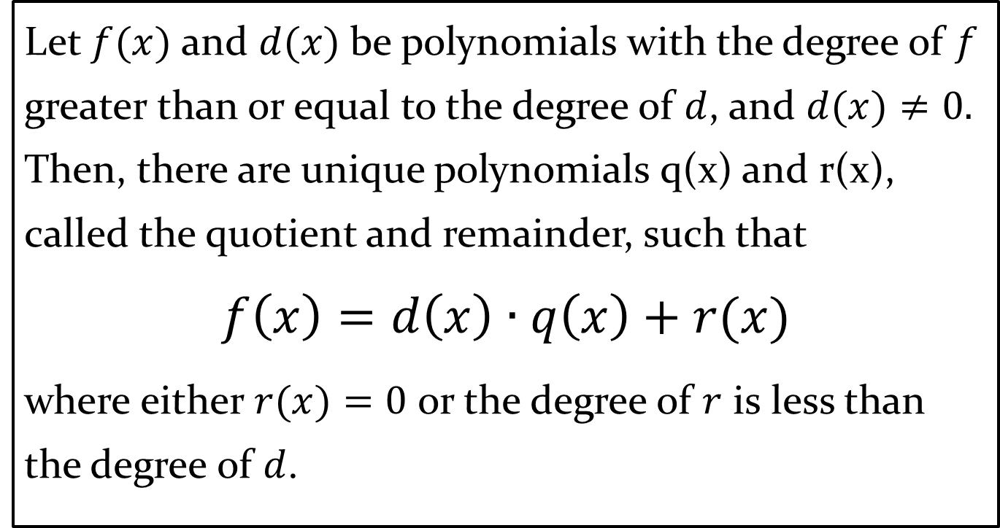 Let f(x) and d(x) be polynomials with the degree of f
greater than or equal to the degree of d, and d(x) ≠ 0.
Then, there are unique polynomials q(x) and r(x),
called the quotient and remainder, such that
f(x) = d(x) · q(x) + r(x)
where either r(x) = 0 or the degree of r is less than
the degree of d.